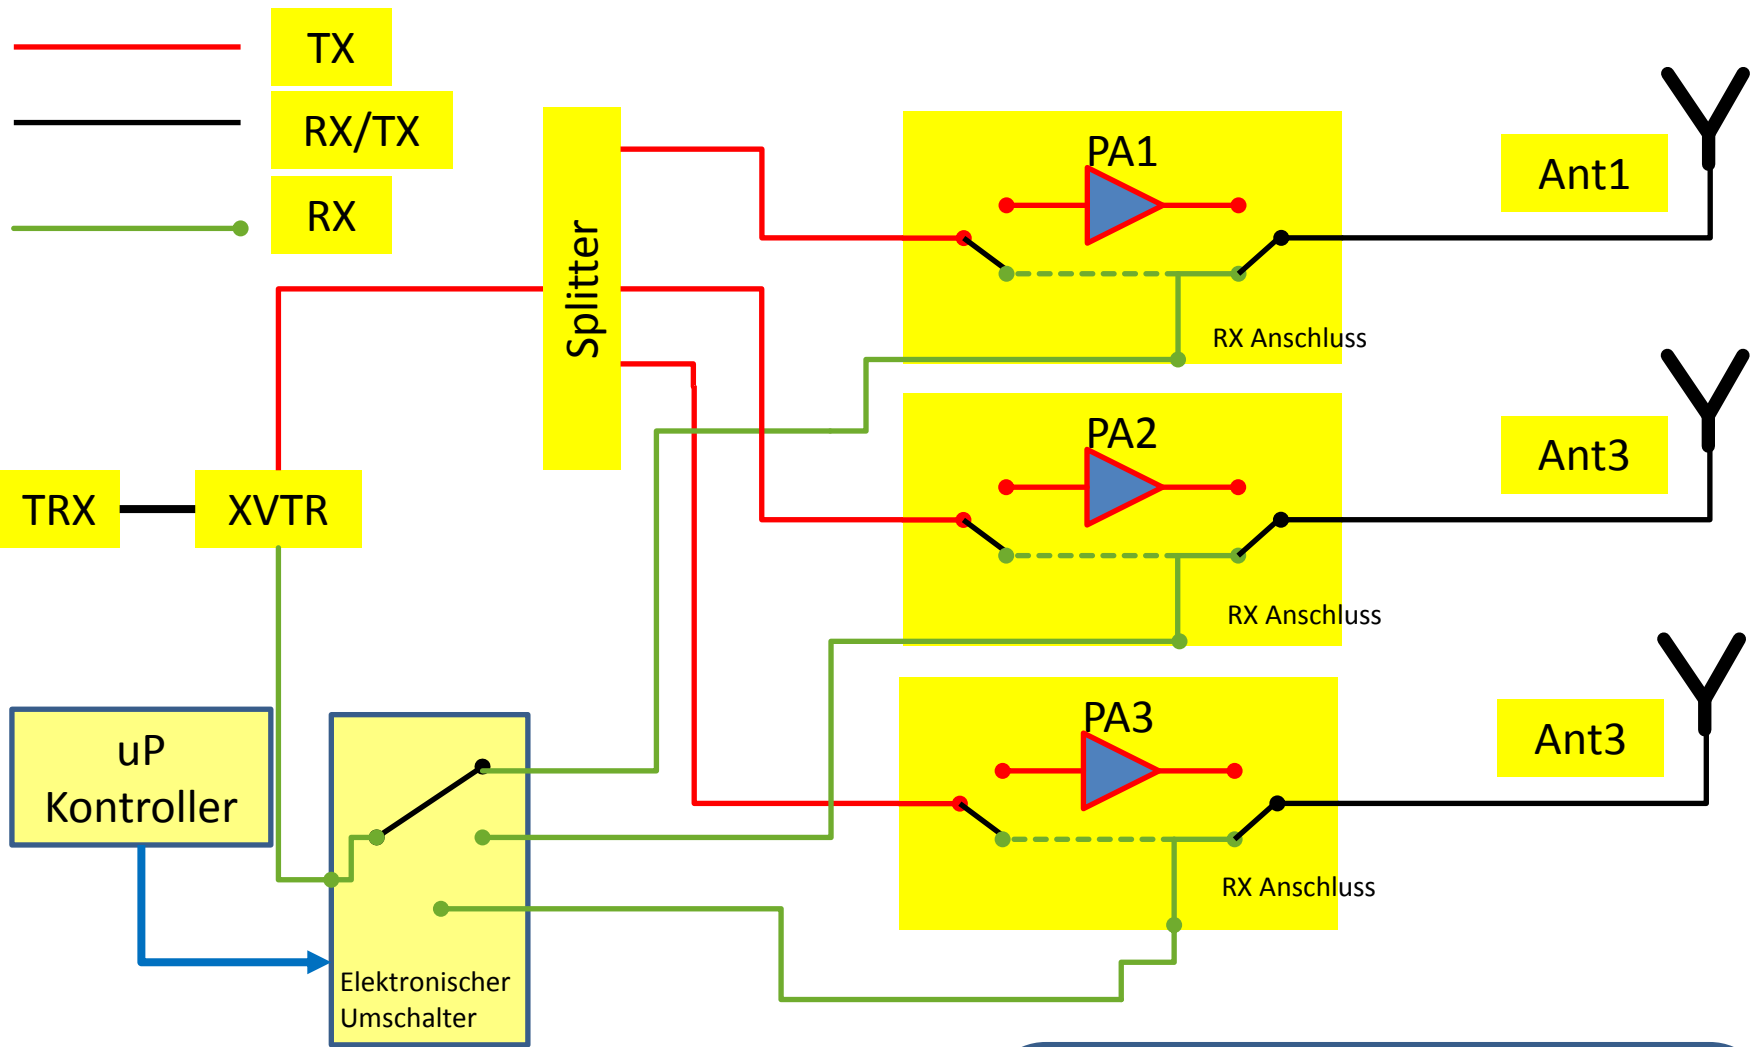 TX
RX/TX
RX
Splitter
PA1
Ant1
RX Anschluss
PA2
Ant3
RX Anschluss
TRX
XVTR
PA3
Ant3
RX Anschluss
uP
Kontroller
Elektronischer
Umschalter